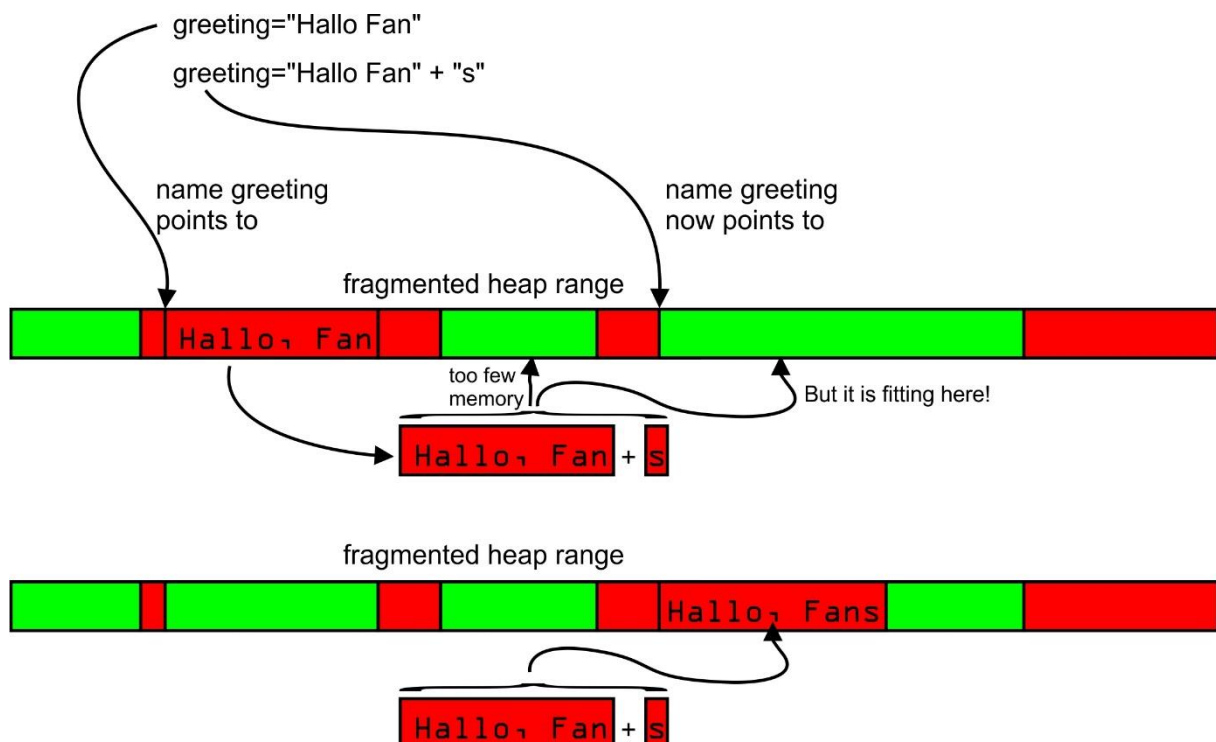 greeting="Hallo Fan"
greeting="Hallo Fan" + "s"
name greeting
points to
name greeting
now points to
fragmented heap range
Hallo, Fan
too few
memory
But it is fitting here!
Hallo, Fan + s
fragmented heap range
Hallo, Fans
Hallo, Fan + s